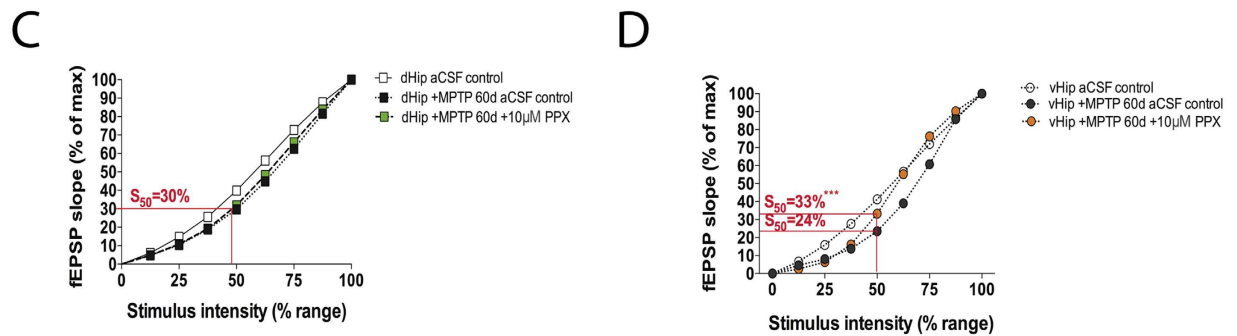 C
dHip aCSF control
dHip +MPTP 60d aCSF control
dHip +MPTP 60d +10µM PPX
fEPSP slope (% of max)
100
90
80
70
60
50
40
30
20
10
0
S50=30%
0
25
50
75
100
Stimulus intensity (% range)
D
vHip aCSF control
vHip +MPTP 60d aCSF control
vHip +MPTP 60d +10µM PPX
fEPSP slope (% of max)
100
90
80
70
60
50
40
30
20
10
0
S50=33%***
S50=24%
0
25
50
75
100
Stimulus intensity (% range)